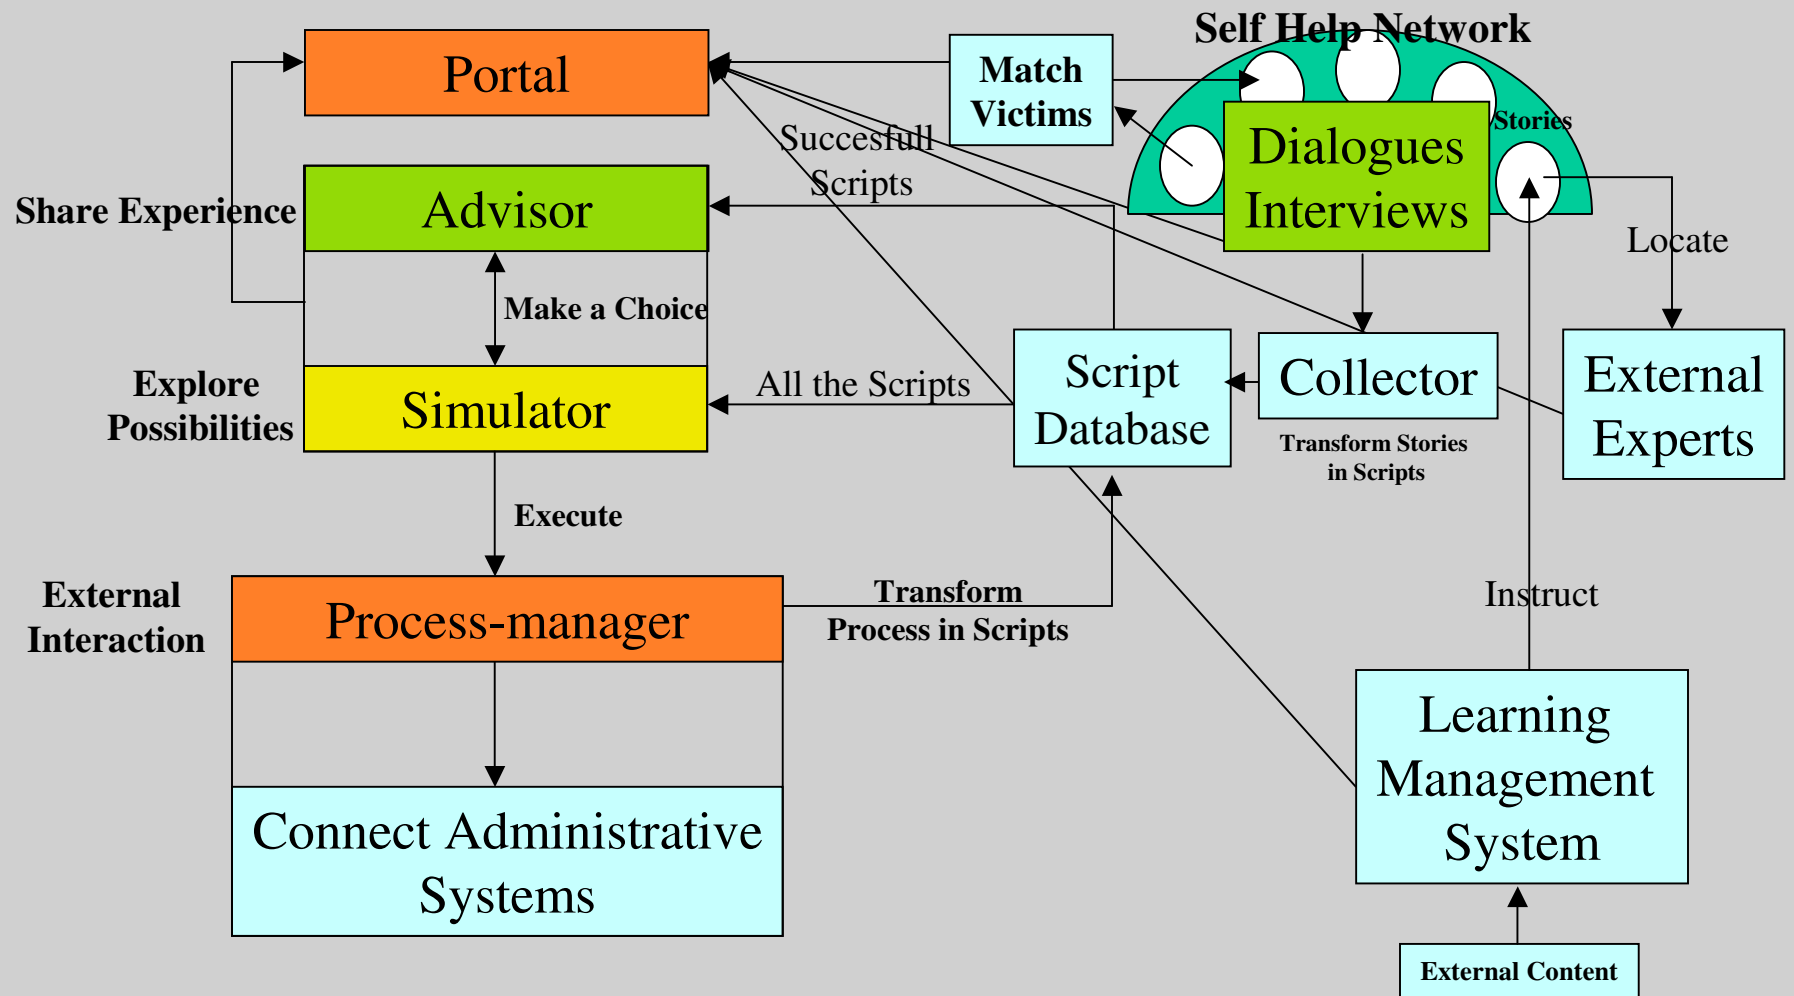 Self Help Network
Portal
Match
Victims
Stories
Dialogues
Interviews
Succesfull
Scripts
Share Experience
Advisor
Locate
Make a Choice
Explore
Possibilities
Simulator
All the Scripts
Script
Database
Collector
Transform Stories
in Scripts
External
Experts
Execute
External
Interaction
Process-manager
Transform
Process in Scripts
Instruct
Learning
Management
System
Connect Administrative
Systems
External Content